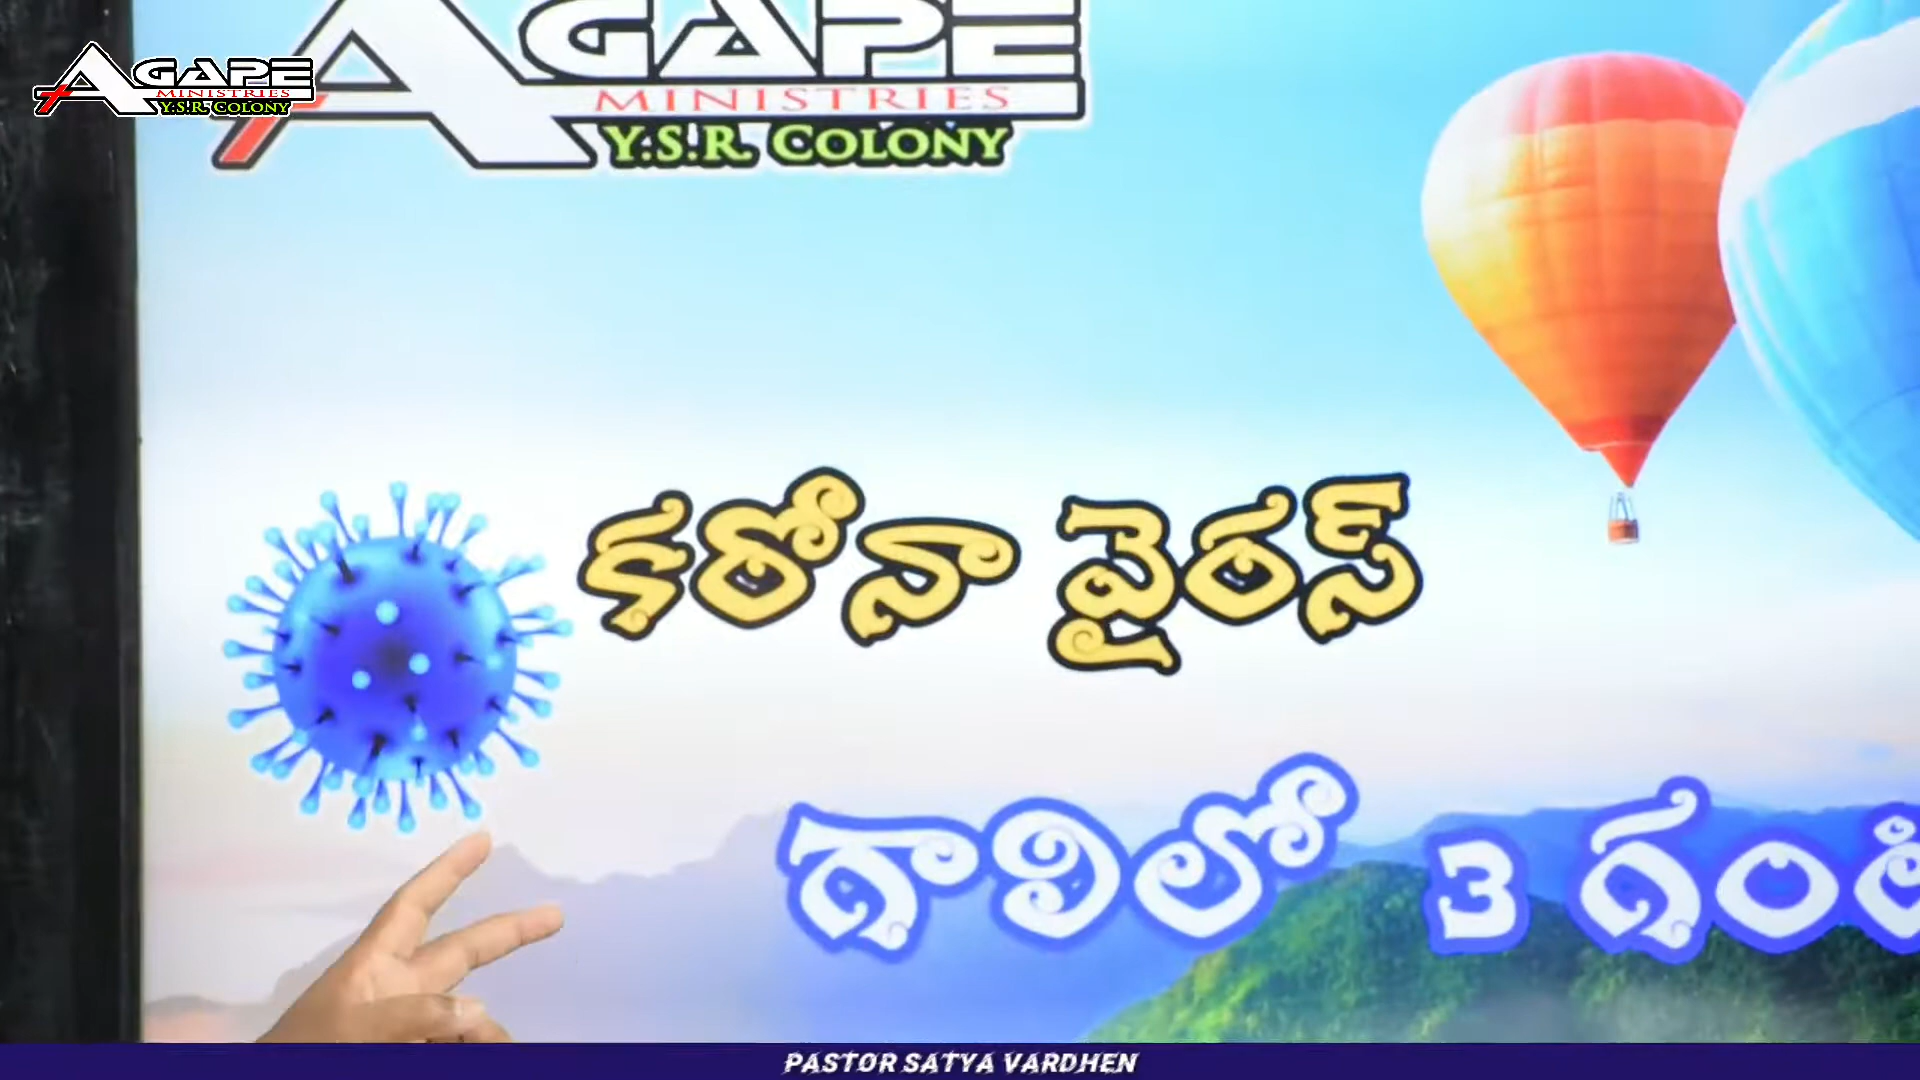 AGAPE
MINISTRIES
Y.S.R. COLONY
AGAPE
MINISTRIES
Y.S.R. COLONY
కరోనా వైరస్
గాలిలో 3
PASTOR SATYA VARDHEN